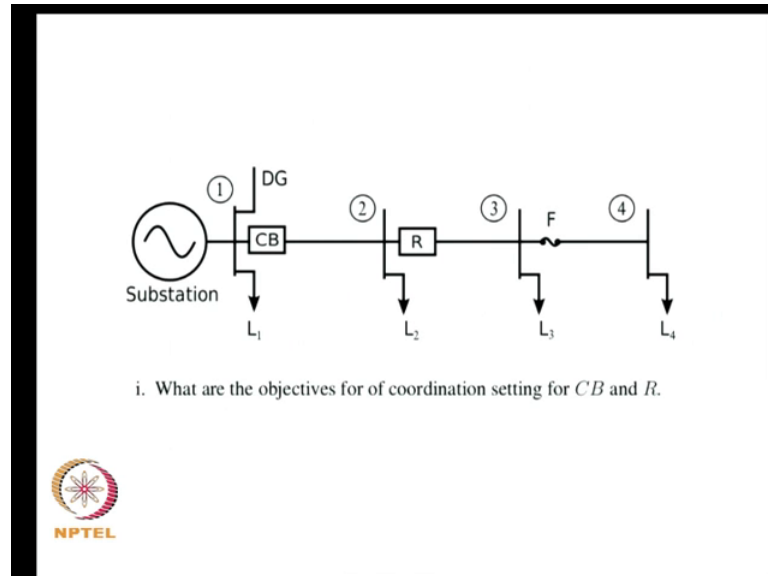 1 DG
2 3 F 4
CB R
Substation
L1 L2 L3 L4
i. What are the objectives for of coordination setting for CB and R.
NPTEL